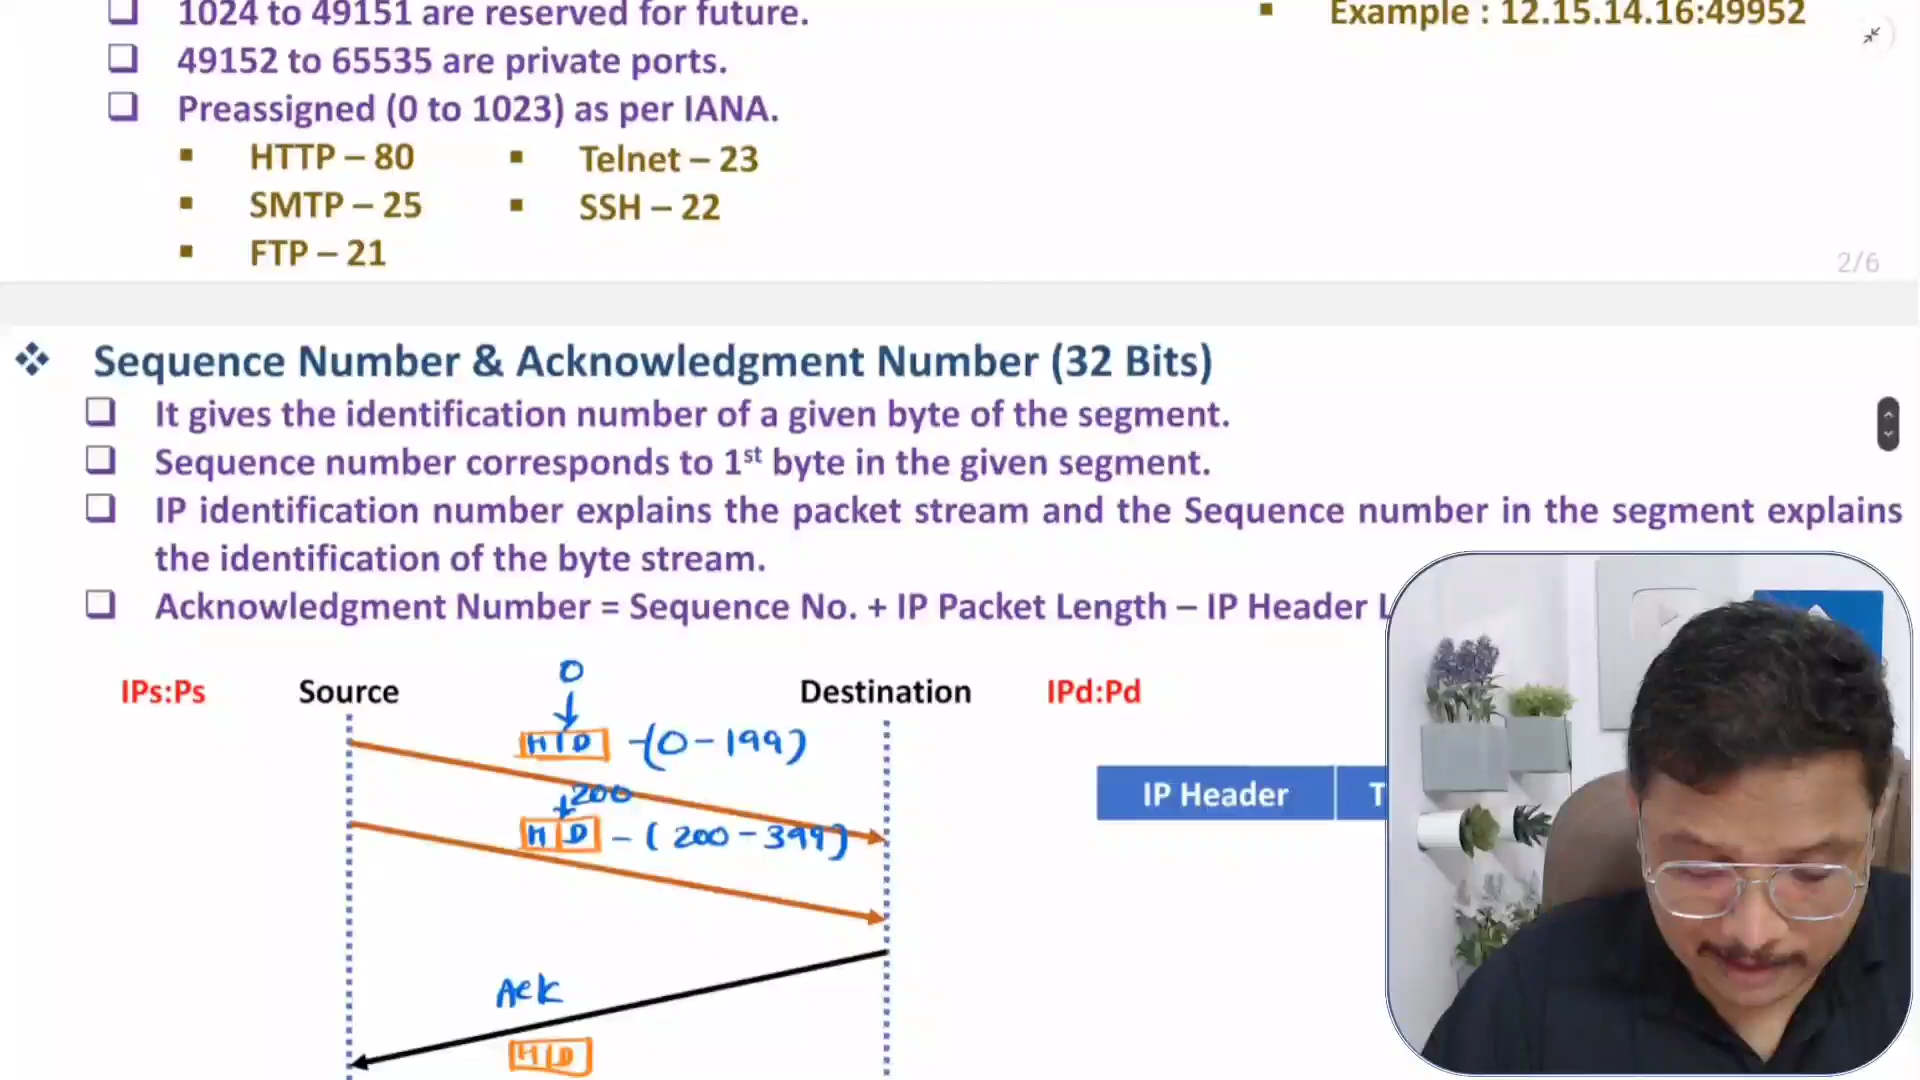 1024 to 49151 are reserved for future.
Example : 12.15.14.16:49952
49152 to 65535 are private ports.
Preassigned (0 to 1023) as per IANA.
HTTP – 80
Telnet – 23
SMTP – 25
SSH – 22
FTP – 21
2/6
Sequence Number & Acknowledgment Number (32 Bits)
It gives the identification number of a given byte of the segment.
Sequence number corresponds to 1st byte in the given segment.
IP identification number explains the packet stream and the Sequence number in the segment explains
the identification of the byte stream.
Acknowledgment Number = Sequence No. + IP Packet Length – IP Header L
0
IPs:Ps
Source
Destination
IPd:Pd
H D - (0 - 199)
200
H D - (200 - 399)
IP Header
T
Ack
H D